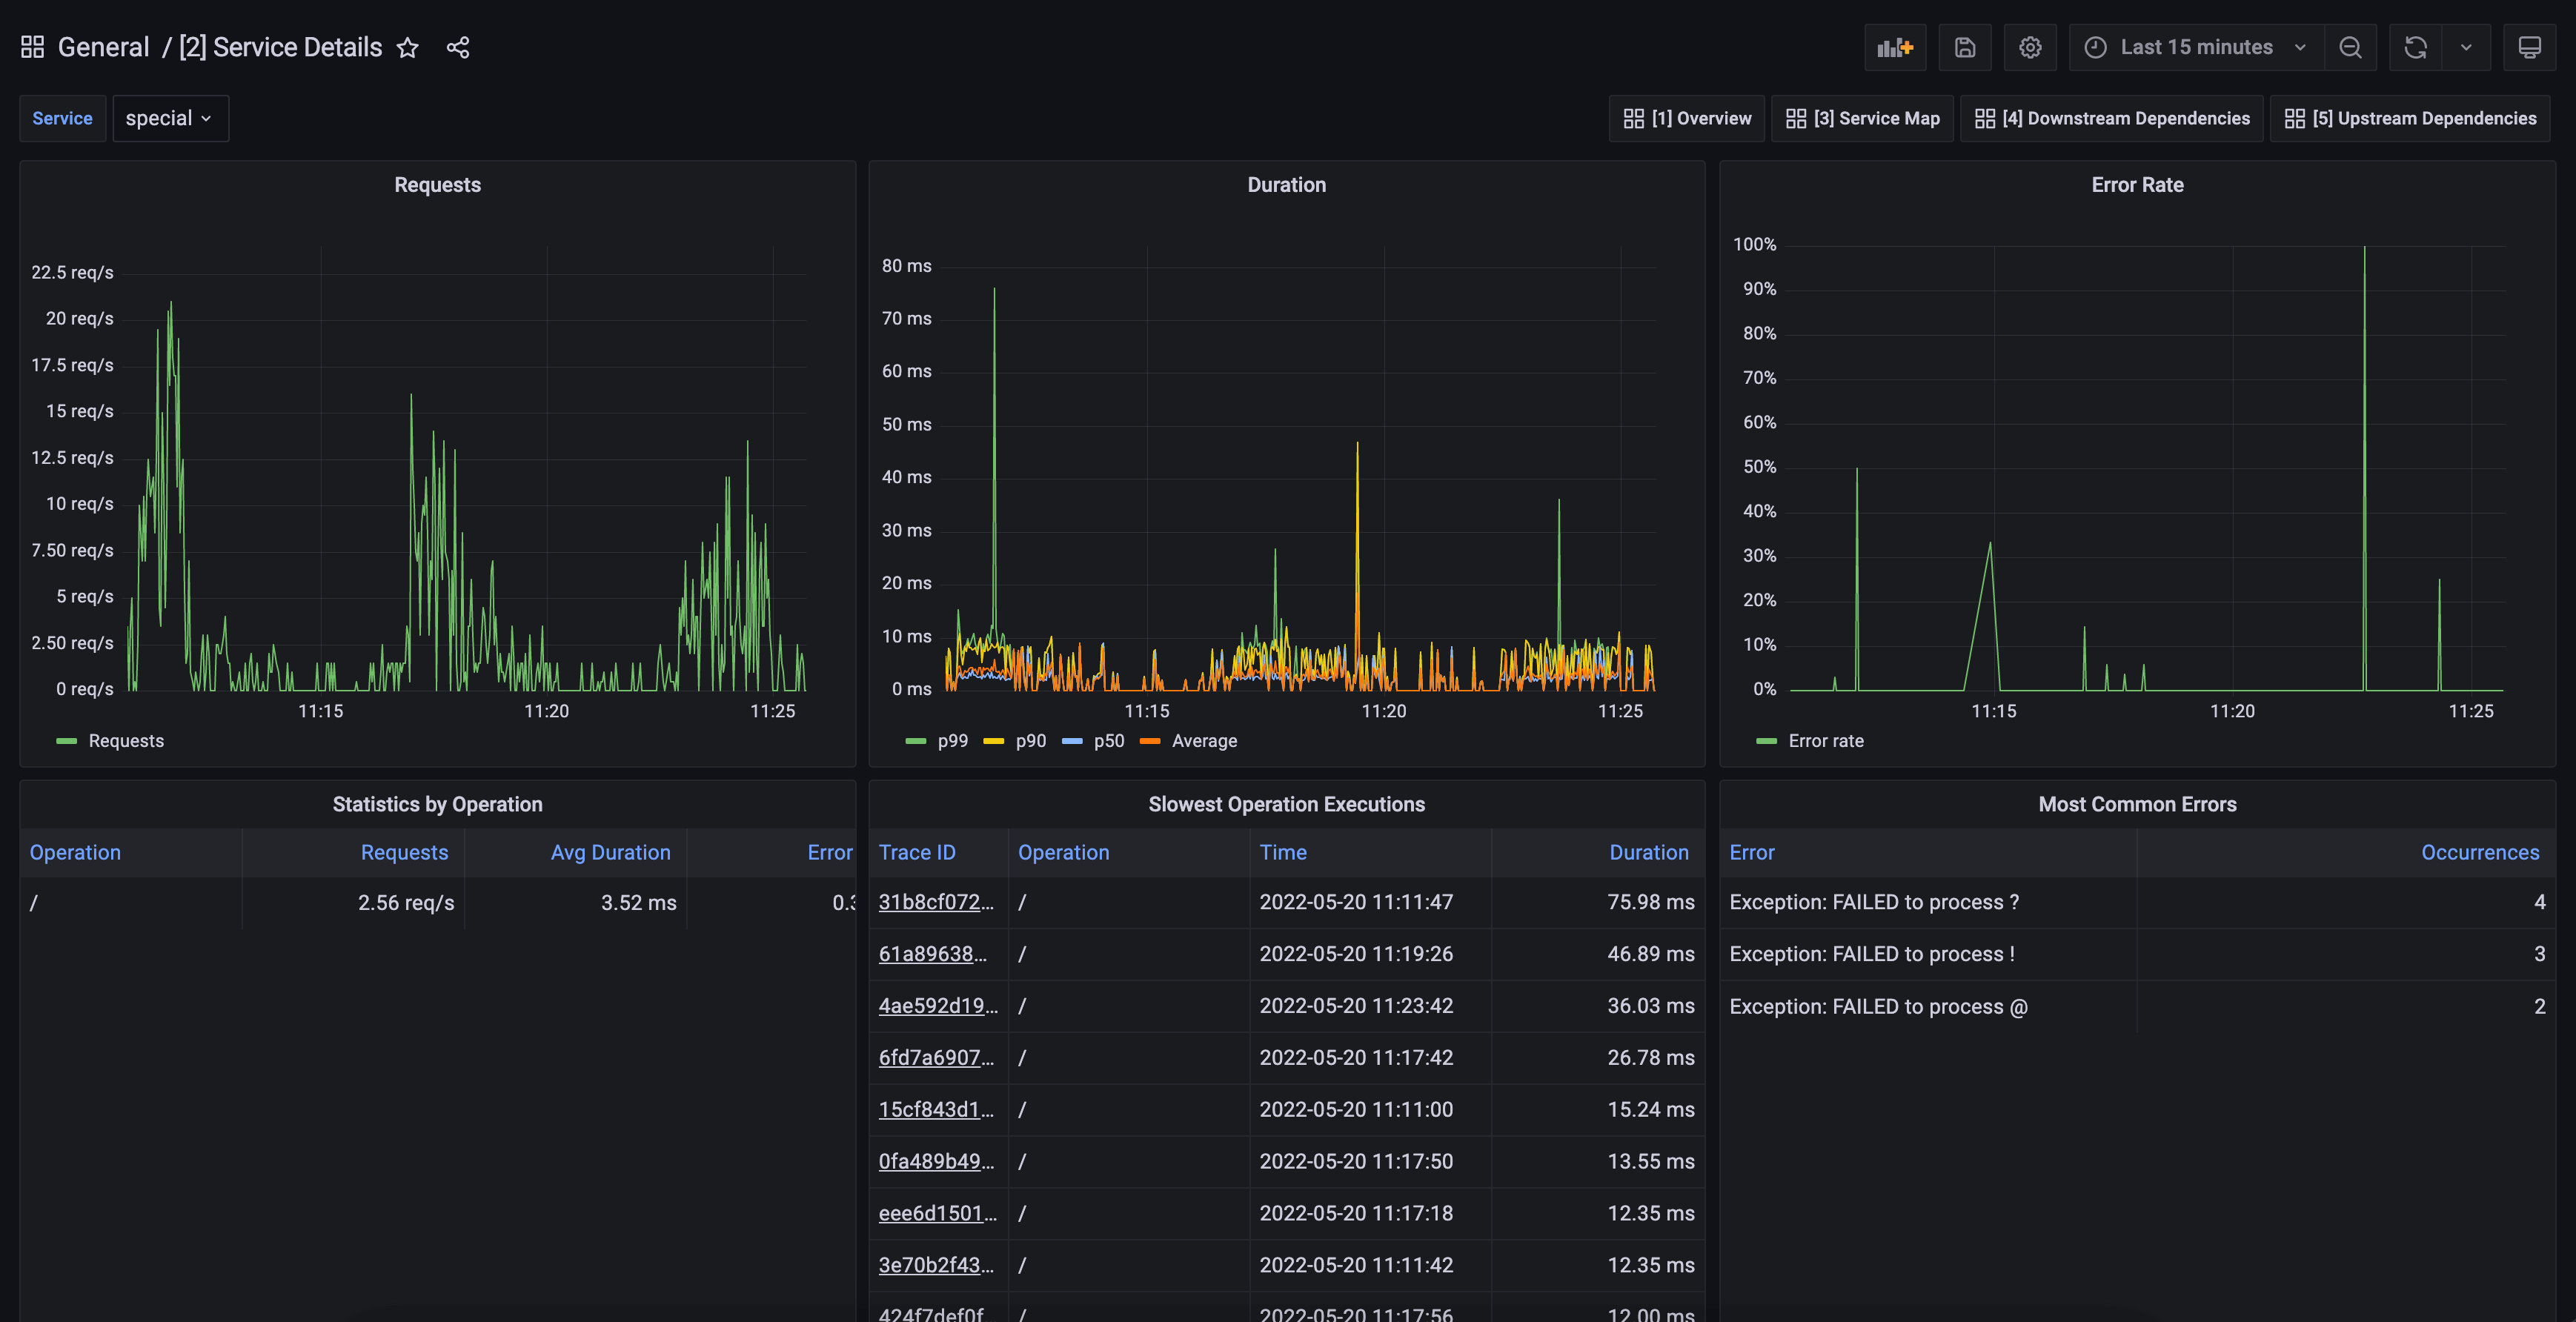 General / [2] Service Details
Last 15 minutes
Service special
[1] Overview [3] Service Map [4] Downstream Dependencies [5] Upstream Dependencies
Requests
22.5 req/s
20 req/s
17.5 req/s
15 req/s
12.5 req/s
10 req/s
7.50 req/s
5 req/s
2.50 req/s
0 req/s
11:15 11:20 11:25
Requests
Duration
80 ms
70 ms
60 ms
50 ms
40 ms
30 ms
20 ms
10 ms
0 ms
11:15 11:20 11:25
p99 p90 p50 Average
Error Rate
100%
90%
80%
70%
60%
50%
40%
30%
20%
10%
0%
11:15 11:20 11:25
Error rate
Statistics by Operation
Operation Requests Avg Duration Error
/ 2.56 req/s 3.52 ms 0.3
Slowest Operation Executions
Trace ID Operation Time Duration
31b8cf072... / 2022-05-20 11:11:47 75.98 ms
61a89638... / 2022-05-20 11:19:26 46.89 ms
4ae592d19... / 2022-05-20 11:23:42 36.03 ms
6fd7a6907... / 2022-05-20 11:17:42 26.78 ms
15cf843d1... / 2022-05-20 11:11:00 15.24 ms
0fa489b49... / 2022-05-20 11:17:50 13.55 ms
eee6d1501... / 2022-05-20 11:17:18 12.35 ms
3e70b2f43... / 2022-05-20 11:11:42 12.35 ms
424f7def0f / 2022-05-20 11:17:56 12.00 ms
Most Common Errors
Error Occurrences
Exception: FAILED to process ? 4
Exception: FAILED to process ! 3
Exception: FAILED to process @ 2